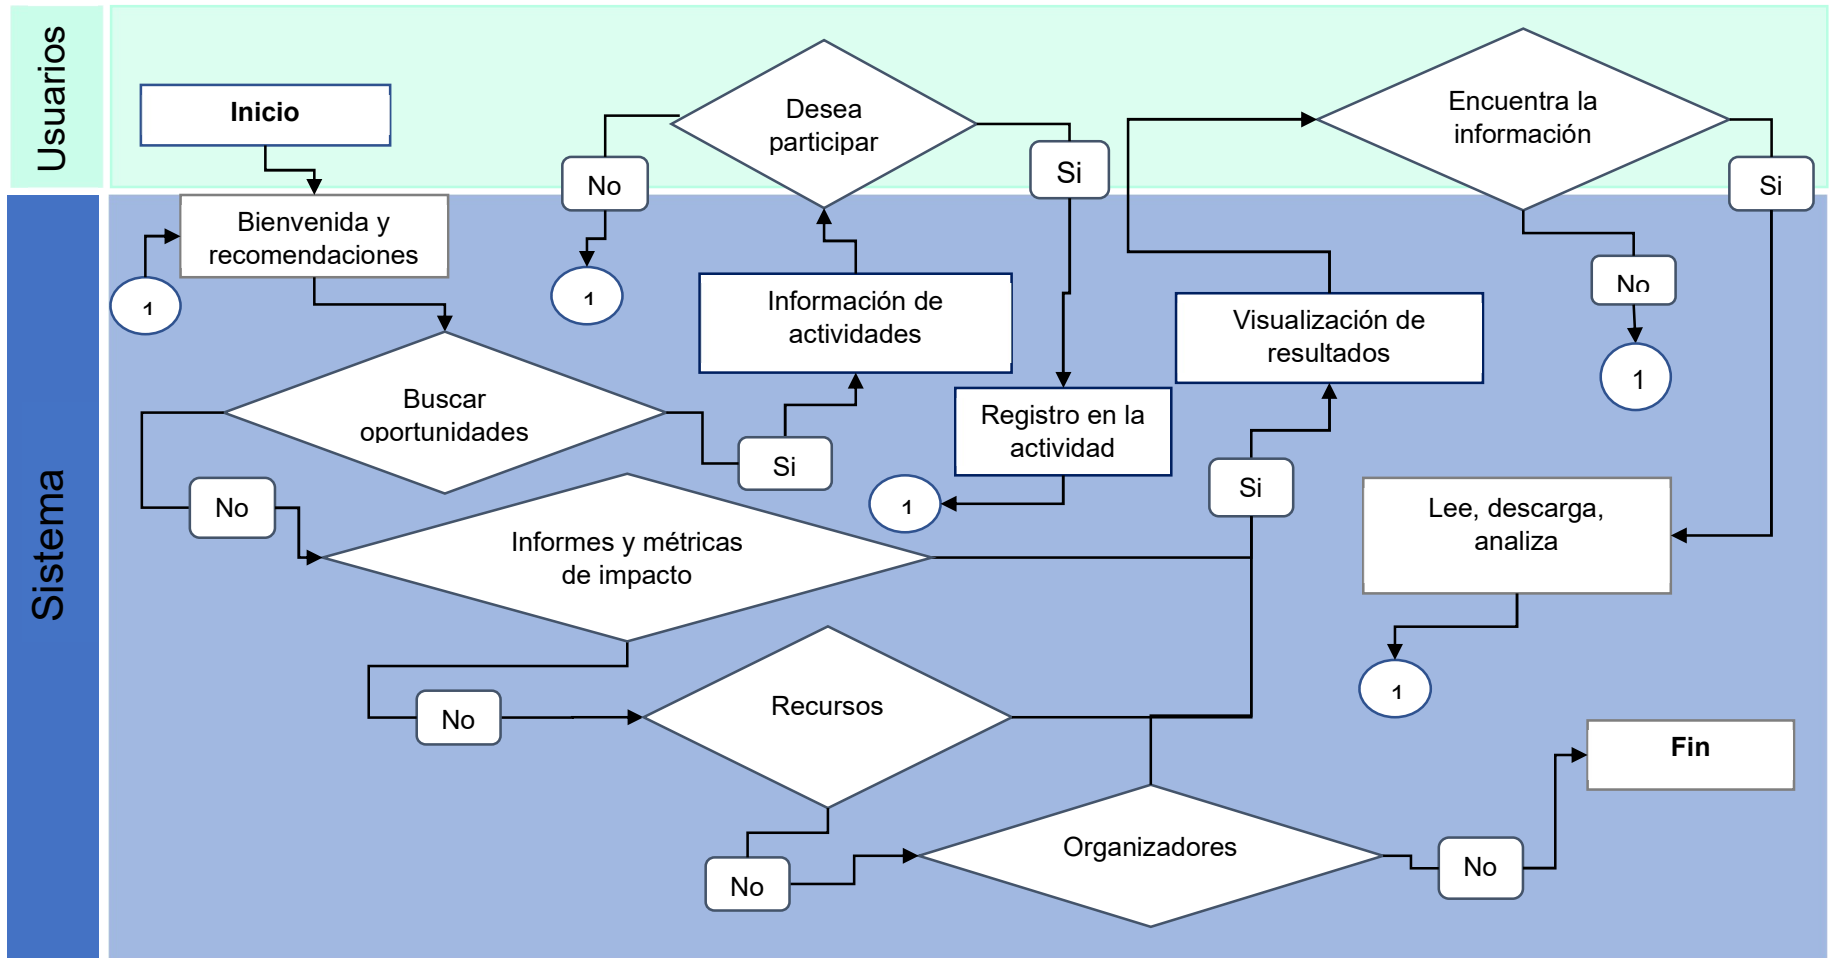 Usuarios
Inicio
Desea
participar
Encuentra la
información
No
Si
Si
Sistema
Bienvenida y
recomendaciones
1
1
Información de
actividades
Visualización de
resultados
No
1
Buscar
oportunidades
Si
Registro en la
actividad
1
Si
No
Informes y métricas
de impacto
Lee, descarga,
analiza
1
No
Recursos
Fin
No
Organizadores
No